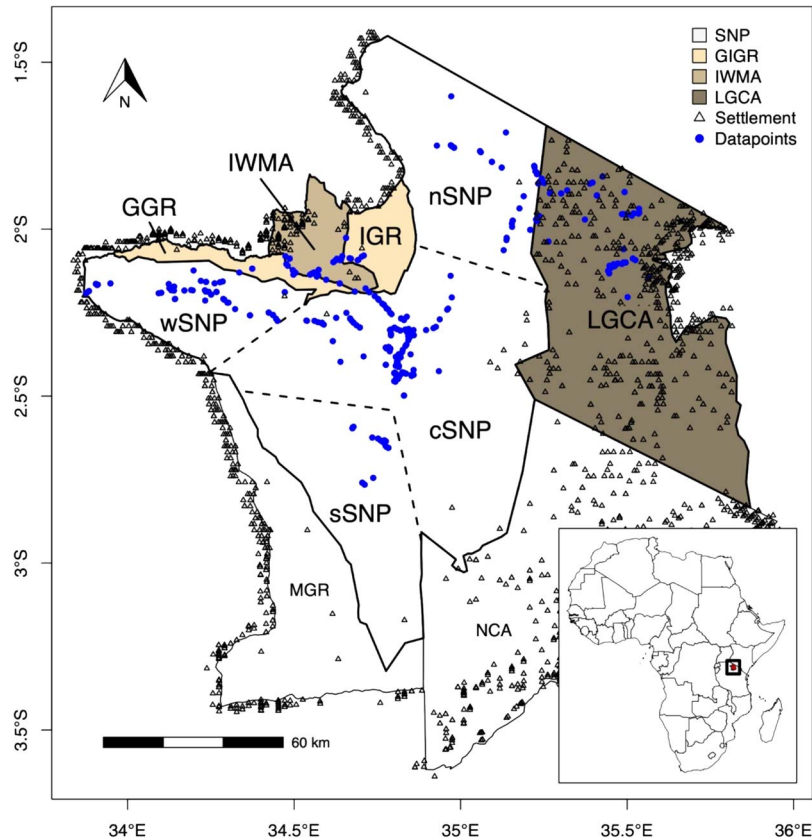 1.5°S
2°S
2.5°S
3°S
3.5°S
N
SNP
GIGR
IWMA
LGCA
Settlement
Datapoints
IWMA
GGR
IGR
nSNP
wSNP
LGCA
cSNP
sSNP
MGR
NCA
60 km
34°E
34.5°E
35°E
35.5°E
36°E